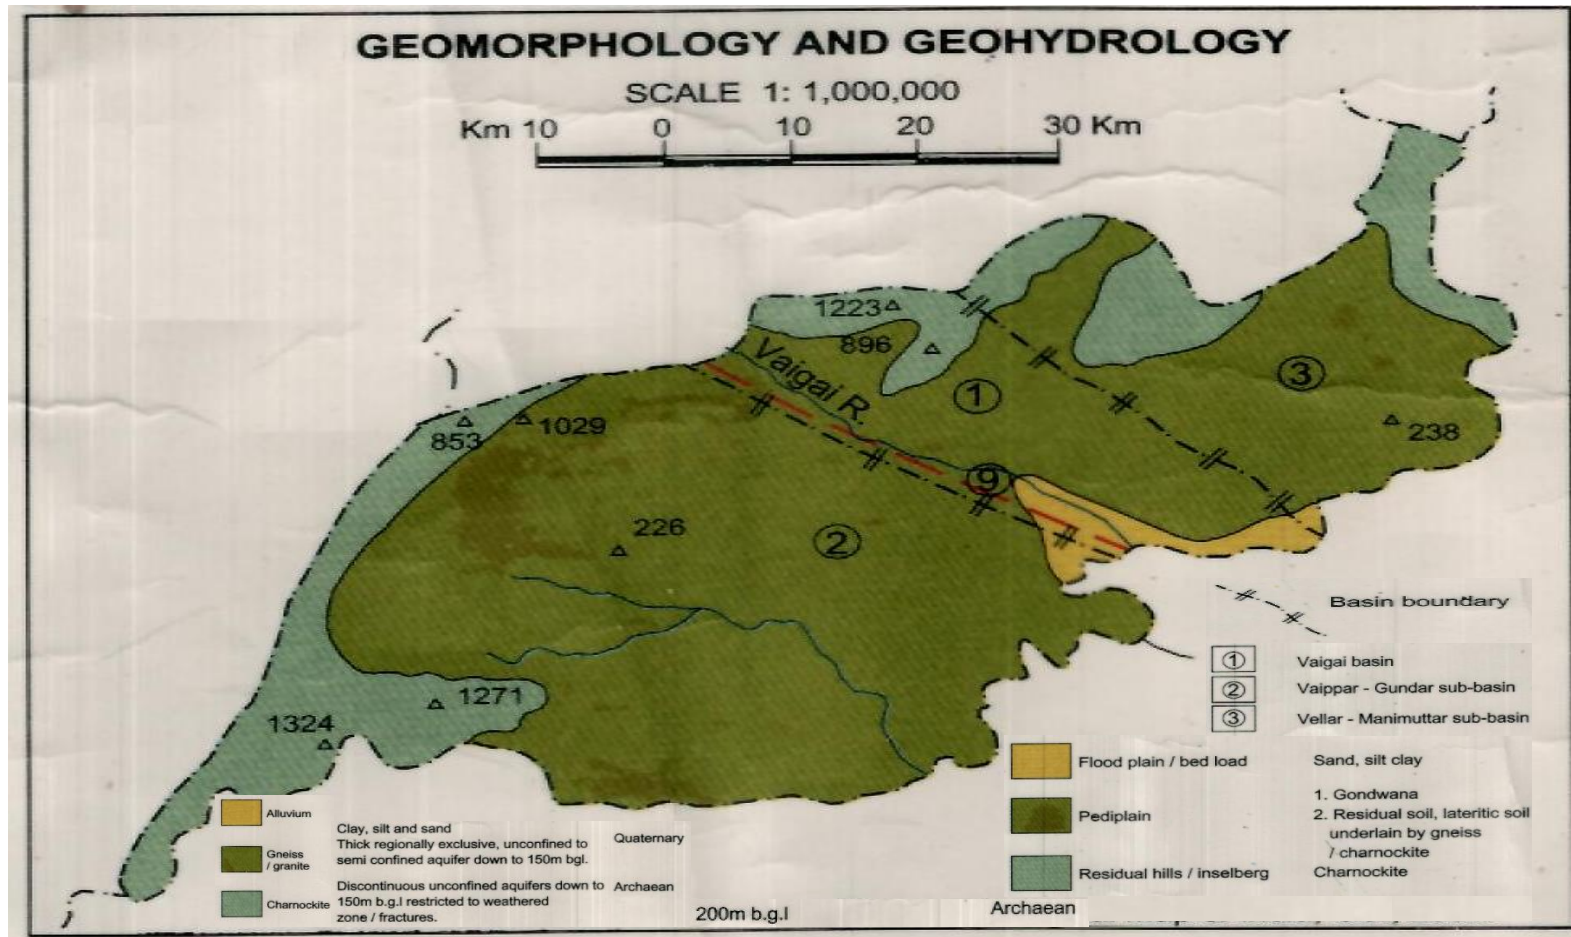 GEOMORPHOLOGY AND GEOHYDROLOGY
SCALE 1: 1,000,000
Km 10 0 10 20 30 Km
1223
896
Vaigai R.
1
3
853
1029
238
9
226
2
1271
1324
Basin boundary
1 Vaigai basin
2 Vaippar - Gundar sub-basin
3 Vellar - Manimuttar sub-basin
Flood plain / bed load Sand, silt clay
Pediplain
1. Gondwana
2. Residual soil, lateritic soil
underlain by gneiss
/ charnockite
Residual hills / inselberg Charnockite
Archaean
Alluvium
Clay, silt and sand
Thick regionally exclusive, unconfined to
semi confined aquifer down to 150m bgl.
Quaternary
Gneiss
/ granite
Discontinuous unconfined aquifers down to
150m b.g.l restricted to weathered
zone / fractures.
Archaean
Charnockite
200m b.g.l